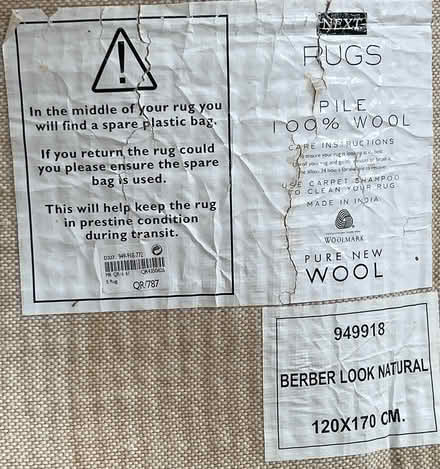 In the middle of your rug you
will find a spare plastic bag.
If you return the rug could
you please ensure the spare
bag is used.
This will help keep the rug
in prestine condition
during transit.
QR/787
NEXT
RUGS
PILE
100% WOOL
CARE INSTRUCTIONS
USE CARPET SHAMPOO
TO CLEAN YOUR RUG
MADE IN INDIA
WOOLMARK
PURE NEW
WOOL
949918
BERBER LOOK NATURAL
120X170 CM.